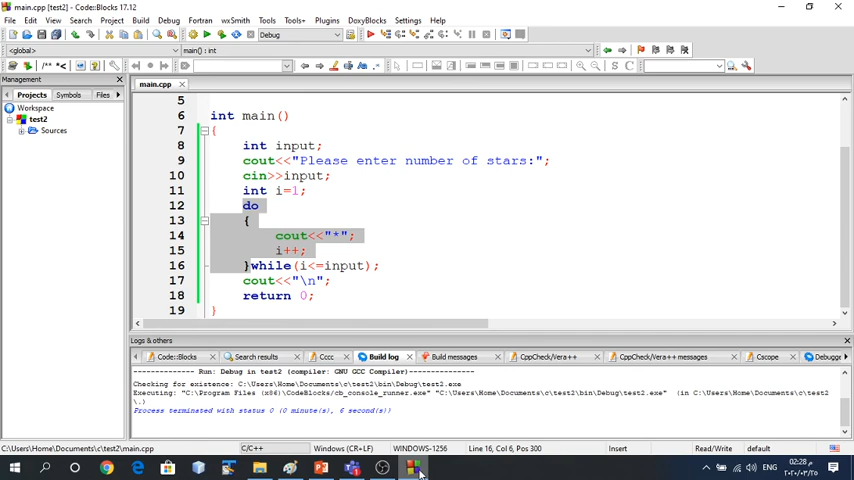 main.cpp [test2] - Code::Blocks 17.12
File Edit View Search Project Build Debug Fortran wxSmith Tools Tools+ Plugins DoxyBlocks Settings Help
Debug
<global> main() : int
/** *<
S C
Management
Projects Symbols Files
Workspace
test2
Sources
main.cpp
5
6 int main()
7 {
8 int input;
9 cout<<"Please enter number of stars:";
10 cin>>input;
11 int i=1;
12 do
13 {
14 cout<<"*";
15 i++;
16 }while(i<=input);
17 cout<<"\n";
18 return 0;
19 }
Logs & others
Code::Blocks Search results Cccc Build log Build messages CppCheck/Vera++ CppCheck/Vera++ messages Cscope Debugge
-------------- Run: Debug in test2 (compiler: GNU GCC Compiler)---------------
Checking for existence: C:\Users\Home\Documents\c\test2\bin\Debug\test2.exe
Executing: "C:\Program Files (x86)\CodeBlocks/cb_console_runner.exe" "C:\Users\Home\Documents\c\test2\bin\Debug\test2.exe" (in C:\Users\Home\Documents\c\test2
\.)
Process terminated with status 0 (0 minute(s), 6 second(s))
C:\Users\Home\Documents\c\test2\main.cpp C/C++ Windows (CR+LF) WINDOWS-1256 Line 16, Col 6, Pos 300 Insert Read/Write default
ENG 02:28 م
٢٠٢٠/٠٣/٢٥